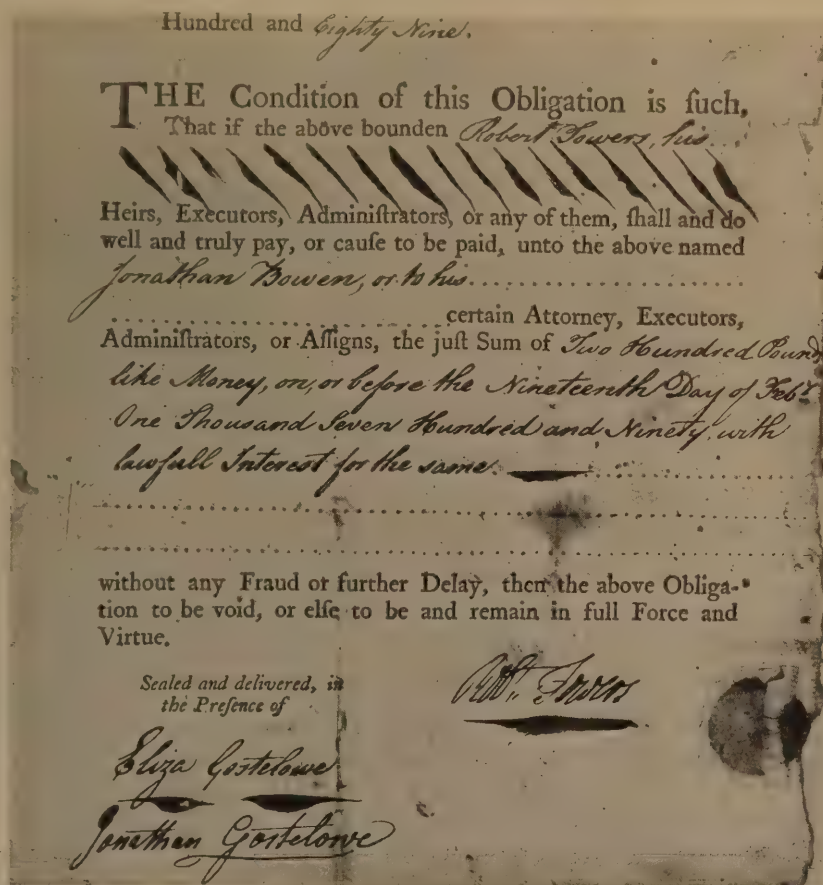 Hundred and Eighty Nine.
THE Condition of this Obligation is ſuch,
That if the above bounden Robert Towers, his
Heirs, Executors, Adminiſtrators, or any of them, ſhall and do
well and truly pay, or cauſe to be paid, unto the above named
Jonathan Bowen, or to his
certain Attorney, Executors,
Adminiſtrators, or Aſſigns, the juſt Sum of Two Hundred Pounds
like Money, on, or before the Nineteenth Day of Febr
One Thousand Seven Hundred and Ninety, with
lawfull Interest for the same.
without any Fraud or further Delay, then the above Obliga-
tion to be void, or elſe to be and remain in full Force and
Virtue.
Sealed and delivered, in
the Preſence of
Robt. Towers
Eliza Gostelowe
Jonathan Gostelowe